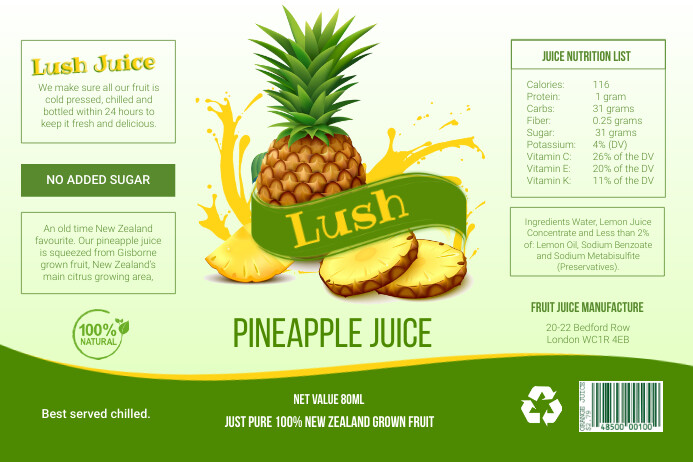 Lush Juice
We make sure all our fruit is
cold pressed, chilled and
bottled within 24 hours to
keep it fresh and delicious.
NO ADDED SUGAR
An old time New Zealand
favourite. Our pineapple juice
is squeezed from Gisborne
grown fruit, New Zealand's
main citrus growing area,
100%
NATURAL
Best served chilled.
Lush
PINEAPPLE JUICE
NET VALUE 80ML
JUST PURE 100% NEW ZEALAND GROWN FRUIT
JUICE NUTRITION LIST
Calories: 116
Protein: 1 gram
Carbs: 31 grams
Fiber: 0.25 grams
Sugar: 31 grams
Potassium: 4% (DV)
Vitamin C: 26% of the DV
Vitamin E: 20% of the DV
Vitamin K: 11% of the DV
Ingredients Water, Lemon Juice
Concentrate and Less than 2%
of: Lemon Oil, Sodium Benzoate
and Sodium Metabisulfite
(Preservatives).
FRUIT JUICE MANUFACTURE
20-22 Bedford Row
London WC1R 4EB
ORANGE JUICE
$2.79
48500 00100